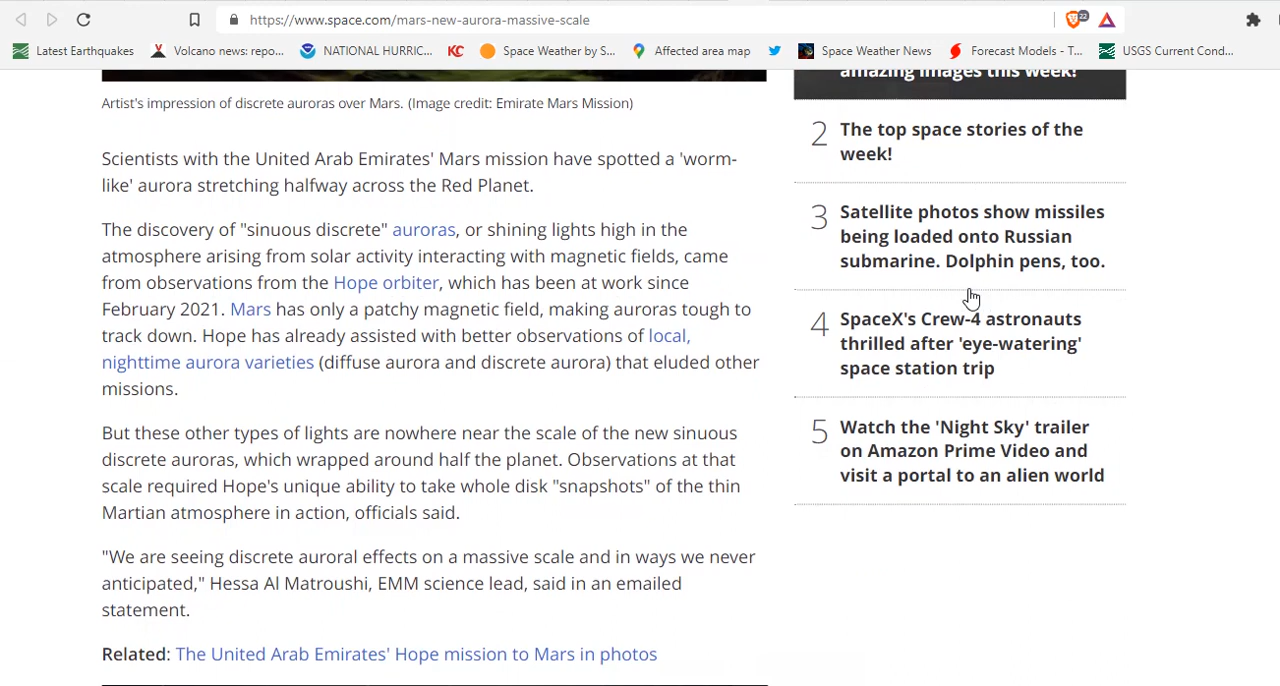 https://www.space.com/mars-new-aurora-massive-scale
22
Latest Earthquakes
Volcano news: repo...
NATIONAL HURRIC...
KC
Space Weather by S...
Affected area map
Space Weather News
Forecast Models - T...
USGS Current Cond...
Artist's impression of discrete auroras over Mars. (Image credit: Emirate Mars Mission)
Scientists with the United Arab Emirates' Mars mission have spotted a 'worm-
like' aurora stretching halfway across the Red Planet.
The discovery of "sinuous discrete" auroras, or shining lights high in the
atmosphere arising from solar activity interacting with magnetic fields, came
from observations from the Hope orbiter, which has been at work since
February 2021. Mars has only a patchy magnetic field, making auroras tough to
track down. Hope has already assisted with better observations of local,
nighttime aurora varieties (diffuse aurora and discrete aurora) that eluded other
missions.
But these other types of lights are nowhere near the scale of the new sinuous
discrete auroras, which wrapped around half the planet. Observations at that
scale required Hope's unique ability to take whole disk "snapshots" of the thin
Martian atmosphere in action, officials said.
"We are seeing discrete auroral effects on a massive scale and in ways we never
anticipated," Hessa Al Matroushi, EMM science lead, said in an emailed
statement.
Related: The United Arab Emirates' Hope mission to Mars in photos
amazing images this week!
2 The top space stories of the
week!
3 Satellite photos show missiles
being loaded onto Russian
submarine. Dolphin pens, too.
4 SpaceX's Crew-4 astronauts
thrilled after 'eye-watering'
space station trip
5 Watch the 'Night Sky' trailer
on Amazon Prime Video and
visit a portal to an alien world